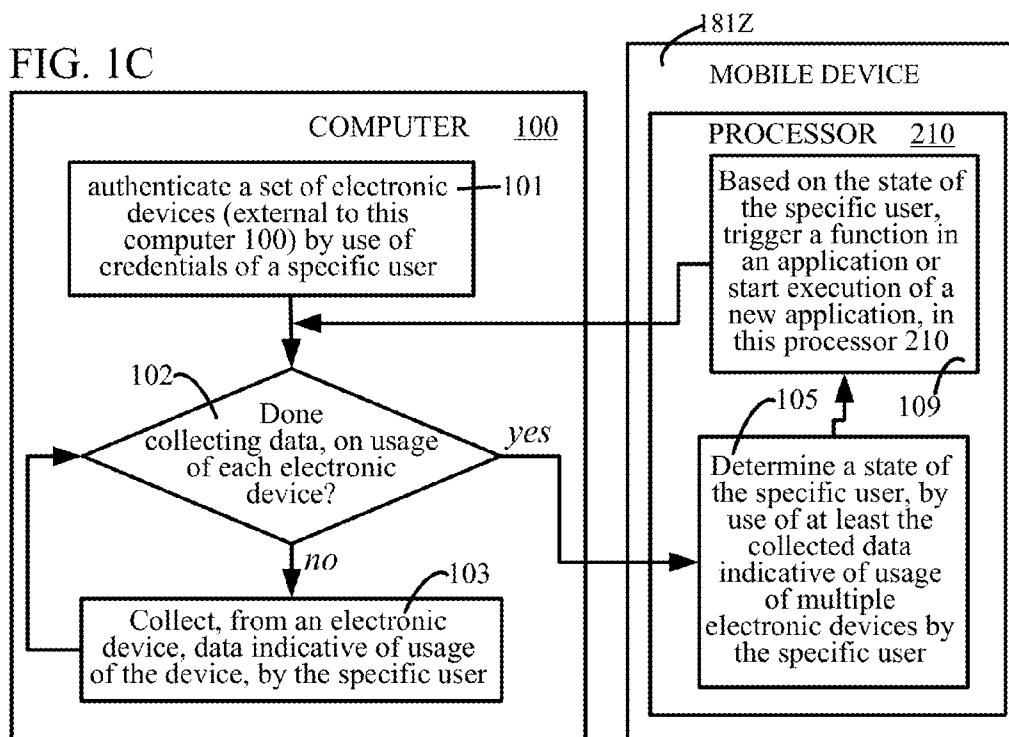 FIG. 1C
COMPUTER 100
authenticate a set of electronic
devices (external to this
computer 100) by use of
credentials of a specific user
101
102
Done
collecting data, on usage
of each electronic
device?
yes
no
103
Collect, from an electronic
device, data indicative of usage
of the device, by the specific user
181Z
MOBILE DEVICE
PROCESSOR 210
Based on the state of
the specific user,
trigger a function in
an application or
start execution of a
new application, in
this processor 210
109
105
Determine a state of
the specific user, by
use of at least the
collected data
indicative of usage
of multiple
electronic devices by
the specific user